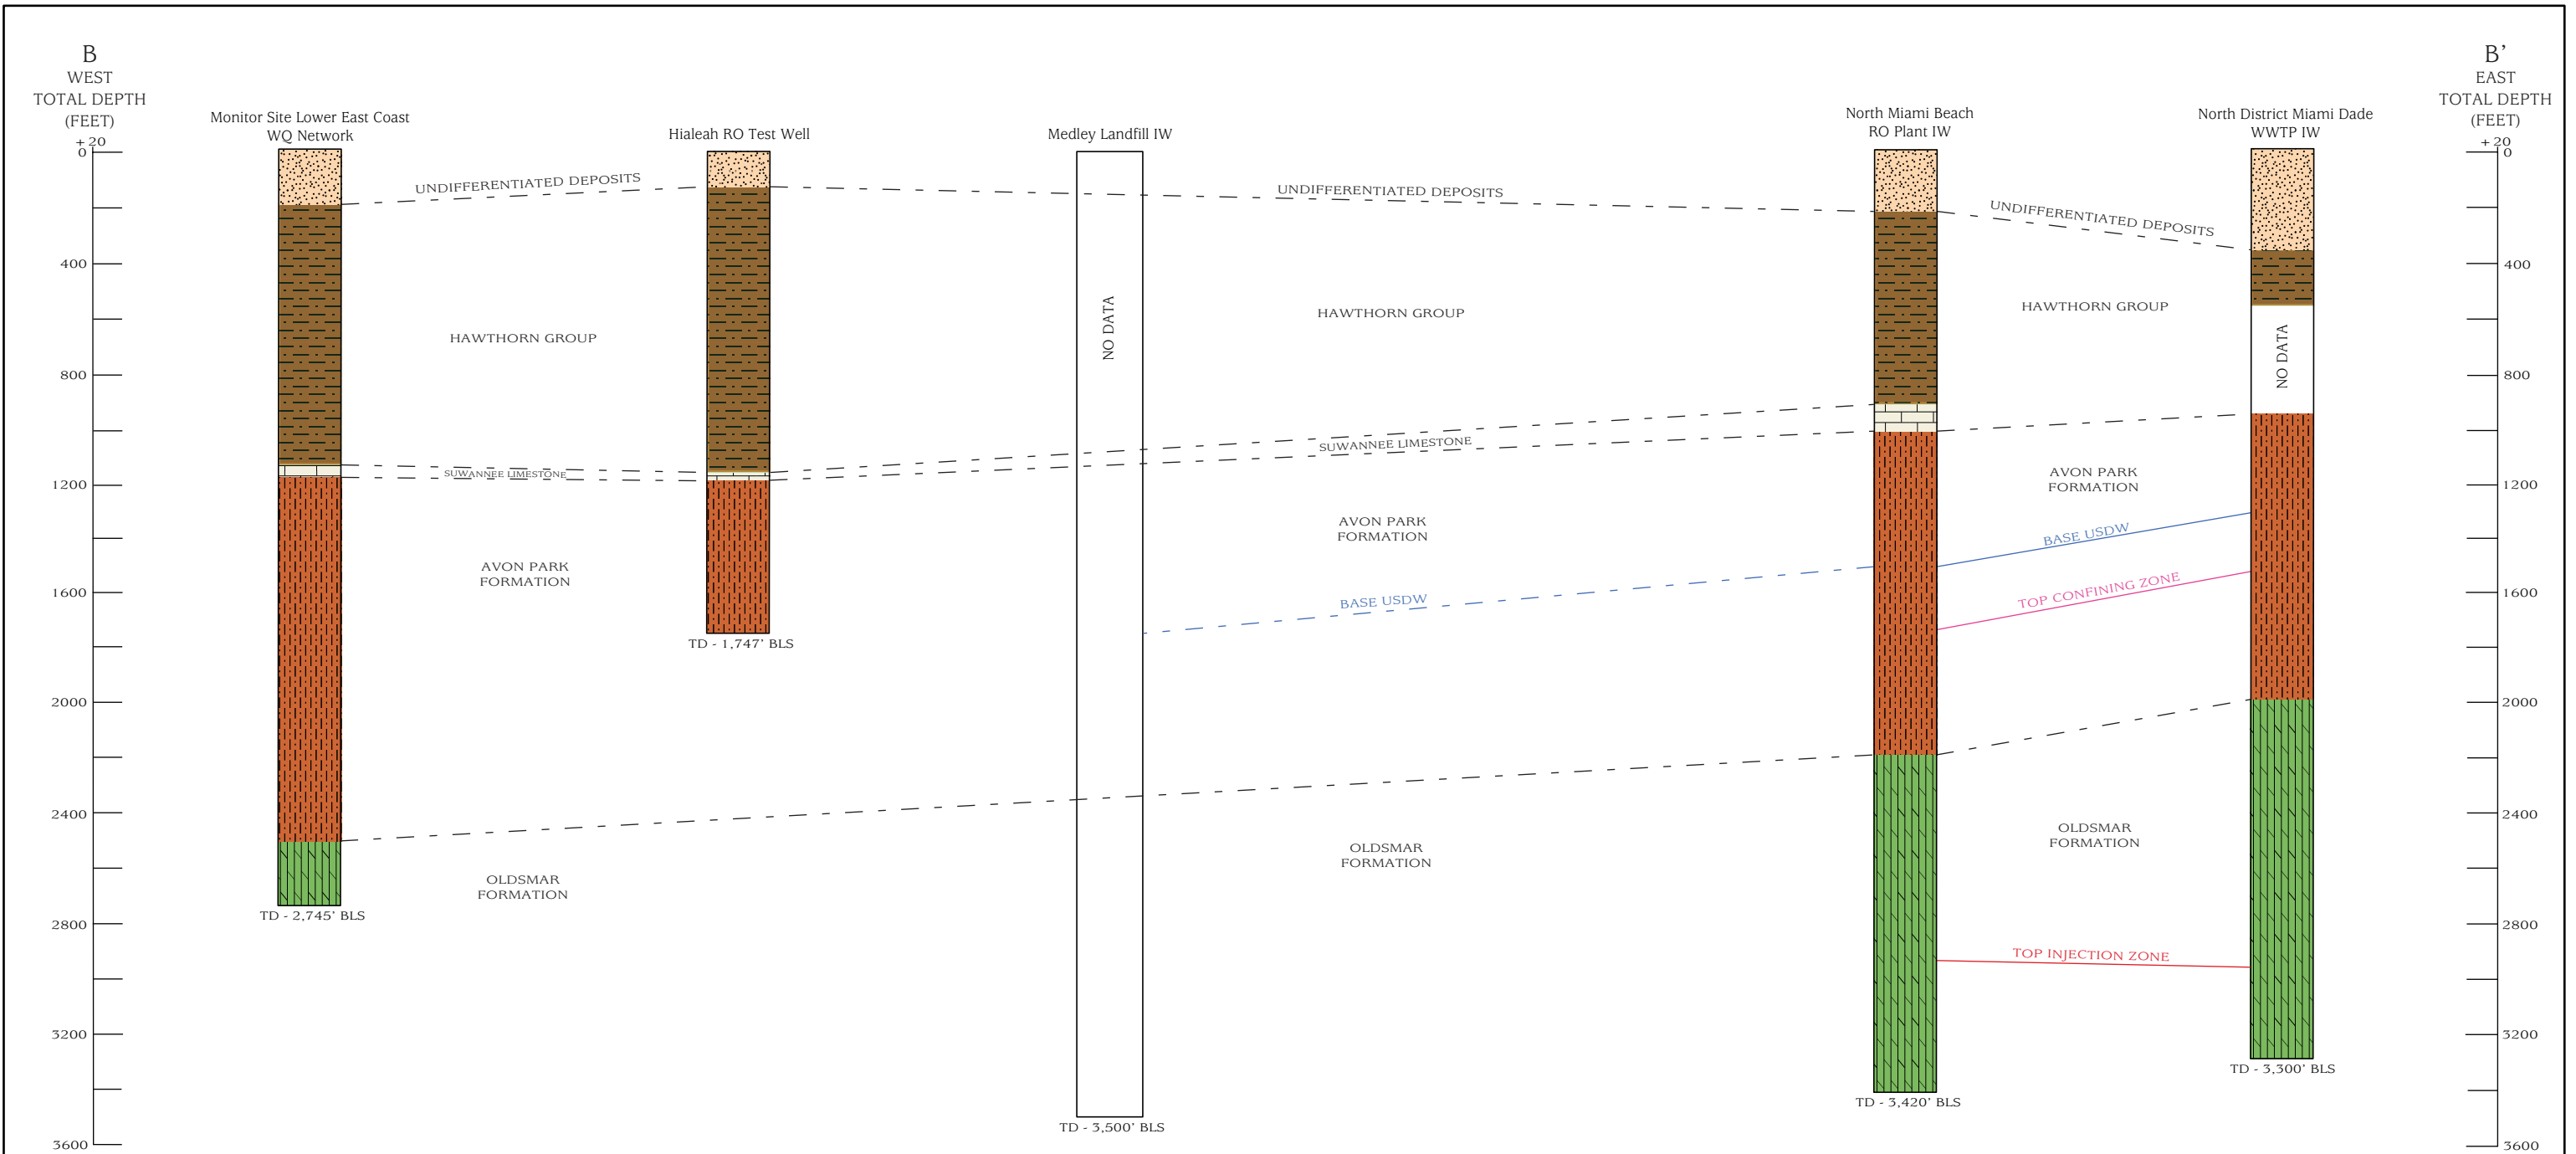 B
WEST
TOTAL DEPTH
(FEET)
+ 20
0
400
800
1200
1600
2000
2400
2800
3200
3600
Monitor Site Lower East Coast
WQ Network
TD - 2,745’ BLS
UNDIFFERENTIATED DEPOSITS
HAWTHORN GROUP
SUWANNEE LIMESTONE
AVON PARK
FORMATION
OLDSMAR
FORMATION
Hialeah RO Test Well
TD - 1,747’ BLS
Medley Landfill IW
NO DATA
TD - 3,500’ BLS
UNDIFFERENTIATED DEPOSITS
HAWTHORN GROUP
SUWANNEE LIMESTONE
AVON PARK
FORMATION
BASE USDW
OLDSMAR
FORMATION
North Miami Beach
RO Plant IW
TD - 3,420’ BLS
UNDIFFERENTIATED DEPOSITS
HAWTHORN GROUP
AVON PARK
FORMATION
BASE USDW
TOP CONFINING ZONE
OLDSMAR
FORMATION
TOP INJECTION ZONE
North District Miami Dade
WWTP IW
NO DATA
TD - 3,300’ BLS
B’
EAST
TOTAL DEPTH
(FEET)
+ 20
0
400
800
1200
1600
2000
2400
2800
3200
3600